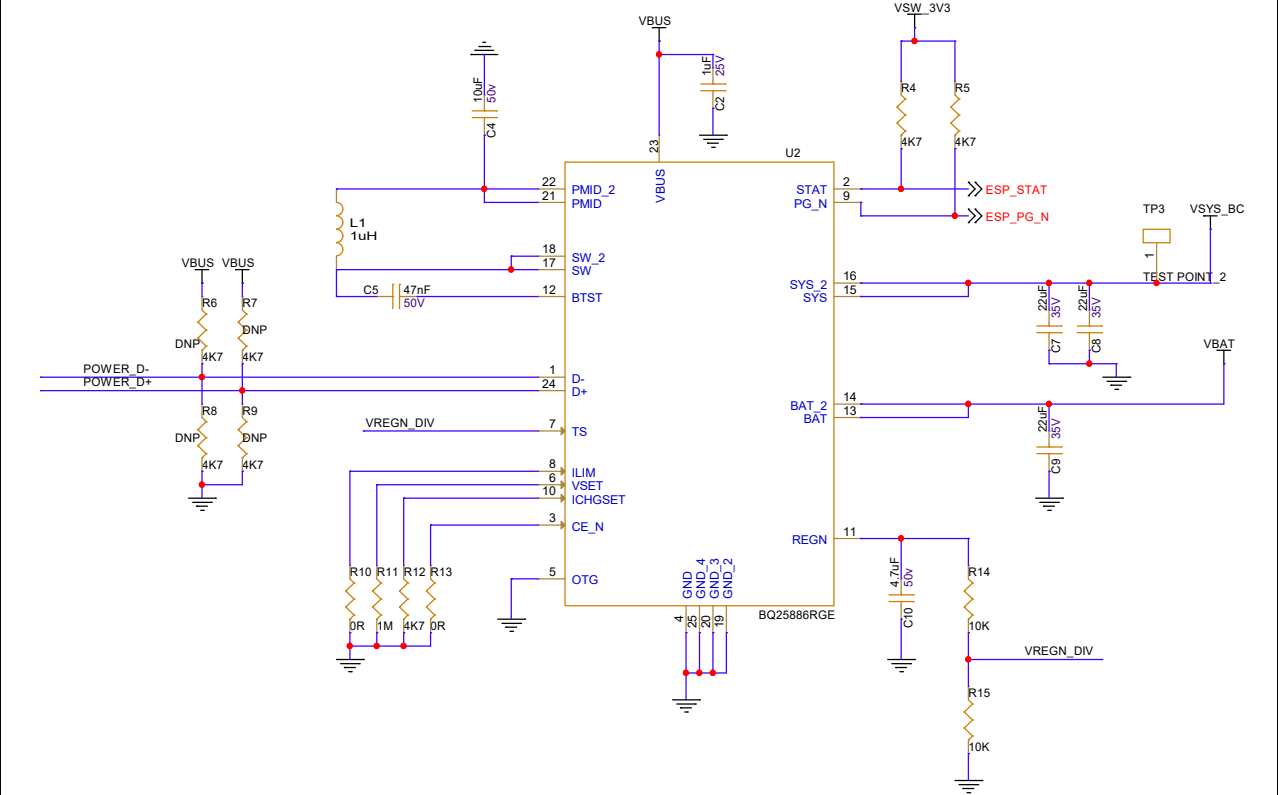 VSW_3V3
VBUS
10uF
50v
C4
1uF
25V
C2
R4
4K7
R5
4K7
23
U2
VBUS
22
PMID_2
21
PMID
STAT
2
ESP_STAT
PG_N
9
ESP_PG_N
L1
1uH
TP3
1
TEST POINT_2
VSYS_BC
18
SW_2
17
SW
C5
47nF
50V
12
BTST
SYS_2
16
SYS
15
22uF
35V
C7
22uF
35V
C8
VBUS
VBUS
R6
DNP
4K7
R7
DNP
4K7
VBAT
POWER_D-
POWER_D+
1
D-
24
D+
R8
DNP
4K7
R9
DNP
4K7
BAT_2
14
BAT
13
22uF
35V
C9
VREGN_DIV
7
TS
8
ILIM
6
VSET
10
ICHGSET
3
CE_N
REGN
11
5
OTG
R10
0R
R11
1M
R12
4K7
R13
0R
GND
GND_4
GND_3
GND_2
4
25
20
19
BQ25886RGE
4.7uF
50v
C10
R14
10K
VREGN_DIV
R15
10K